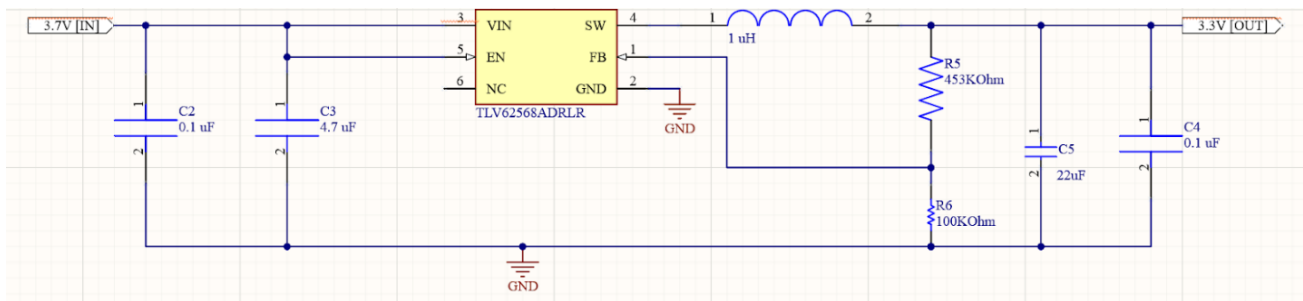 3.7V [IN]
3
VIN
SW
4
1
2
1 uH
3.3V [OUT]
5
EN
FB
1
6
NC
GND
2
TLV62568ADRLR
GND
R5
453KOhm
1
C2
0.1 uF
2
1
C3
4.7 uF
2
1
C5
22uF
2
1
C4
0.1 uF
2
R6
100KOhm
GND